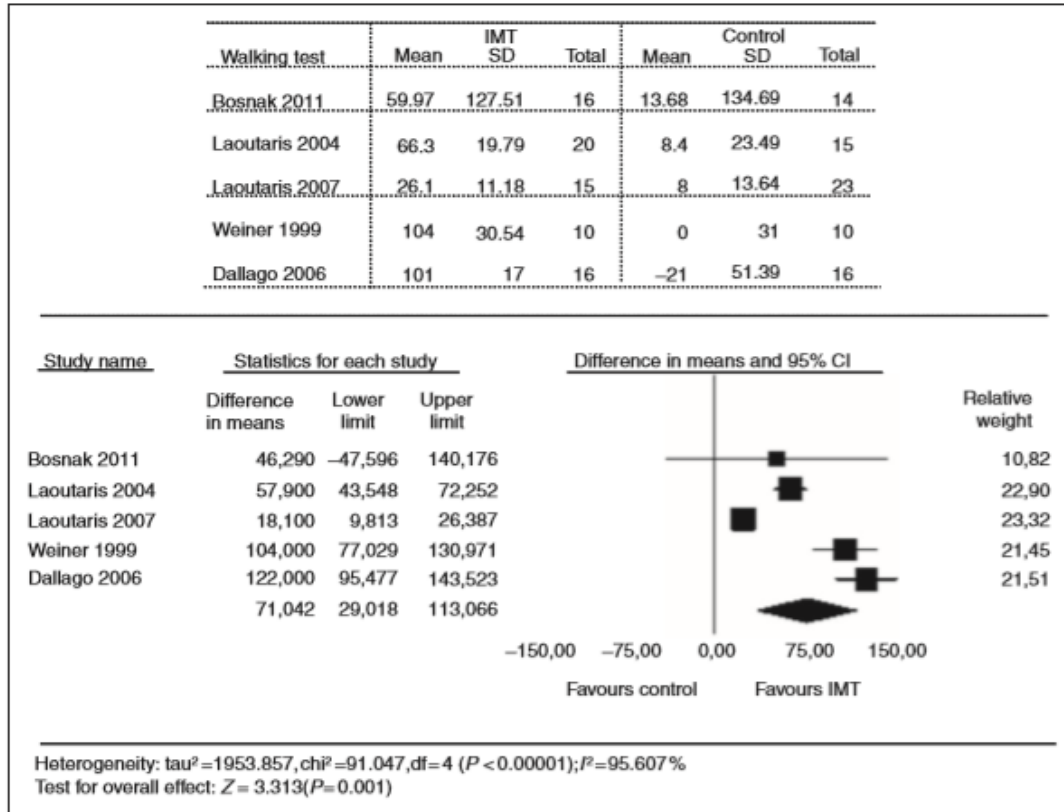 IMT Control
Walking test Mean SD Total Mean SD Total
Bosnak 2011 59.97 127.51 16 13.68 134.69 14
Laoutaris 2004 66.3 19.79 20 8.4 23.49 15
Laoutaris 2007 26.1 11.18 15 8 13.64 23
Weiner 1999 104 30.54 10 0 31 10
Dallago 2006 101 17 16 −21 51.39 16
Study name Statistics for each study Difference in means and 95% CI
Difference Lower Upper Relative
in means limit limit weight
Bosnak 2011 46,290 −47,596 140,176 10,82
Laoutaris 2004 57,900 43,548 72,252 22,90
Laoutaris 2007 18,100 9,813 26,387 23,32
Weiner 1999 104,000 77,029 130,971 21,45
Dallago 2006 122,000 95,477 143,523 21,51
71,042 29,018 113,066
−150,00 −75,00 0,00 75,00 150,00
Favours control Favours IMT
Heterogeneity: tau²=1953.857,chi²=91.047,df=4 (P<0.00001);I²=95.607%
Test for overall effect: Z=3.313(P=0.001)